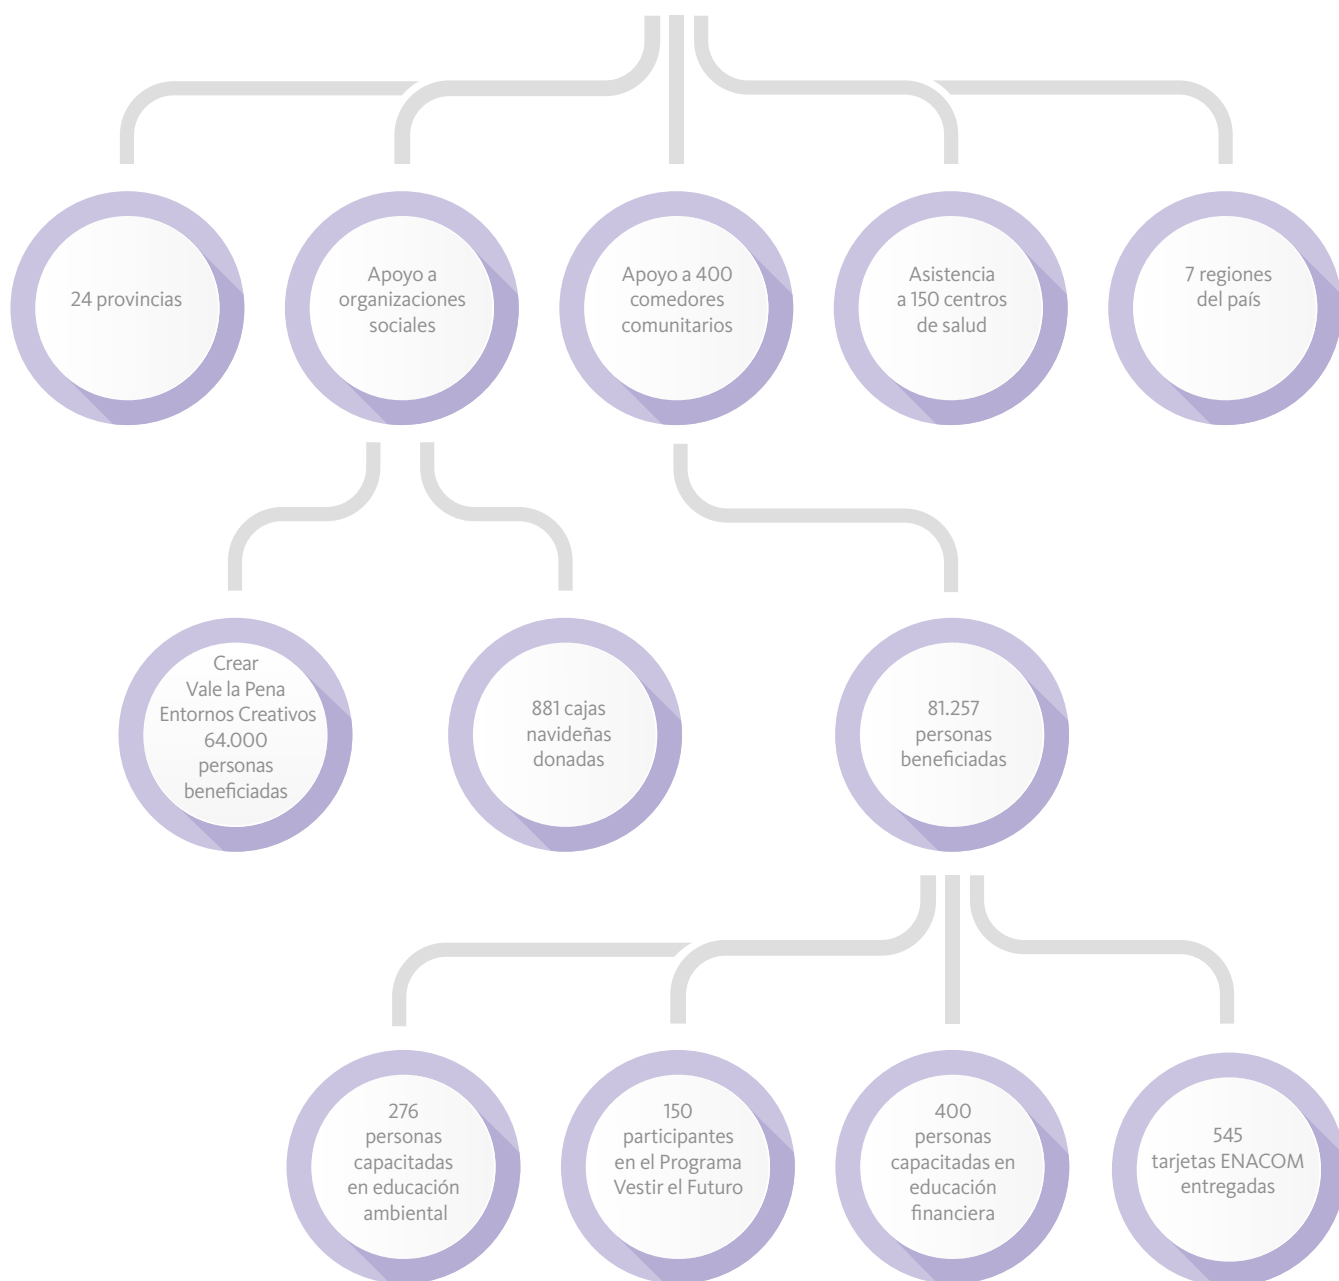 24 provincias
Apoyo a
organizaciones
sociales
Apoyo a 400
comedores
comunitarios
Asistencia
a 150 centros
de salud
7 regiones
del país
Crear
Vale la Pena
Entornos Creativos
64.000
personas
beneficiadas
881 cajas
navideñas
donadas
81.257
personas
beneficiadas
276
personas
capacitadas
en educación
ambiental
150
participantes
en el Programa
Vestir el Futuro
400
personas
capacitadas en
educación
financiera
545
tarjetas ENACOM
entregadas